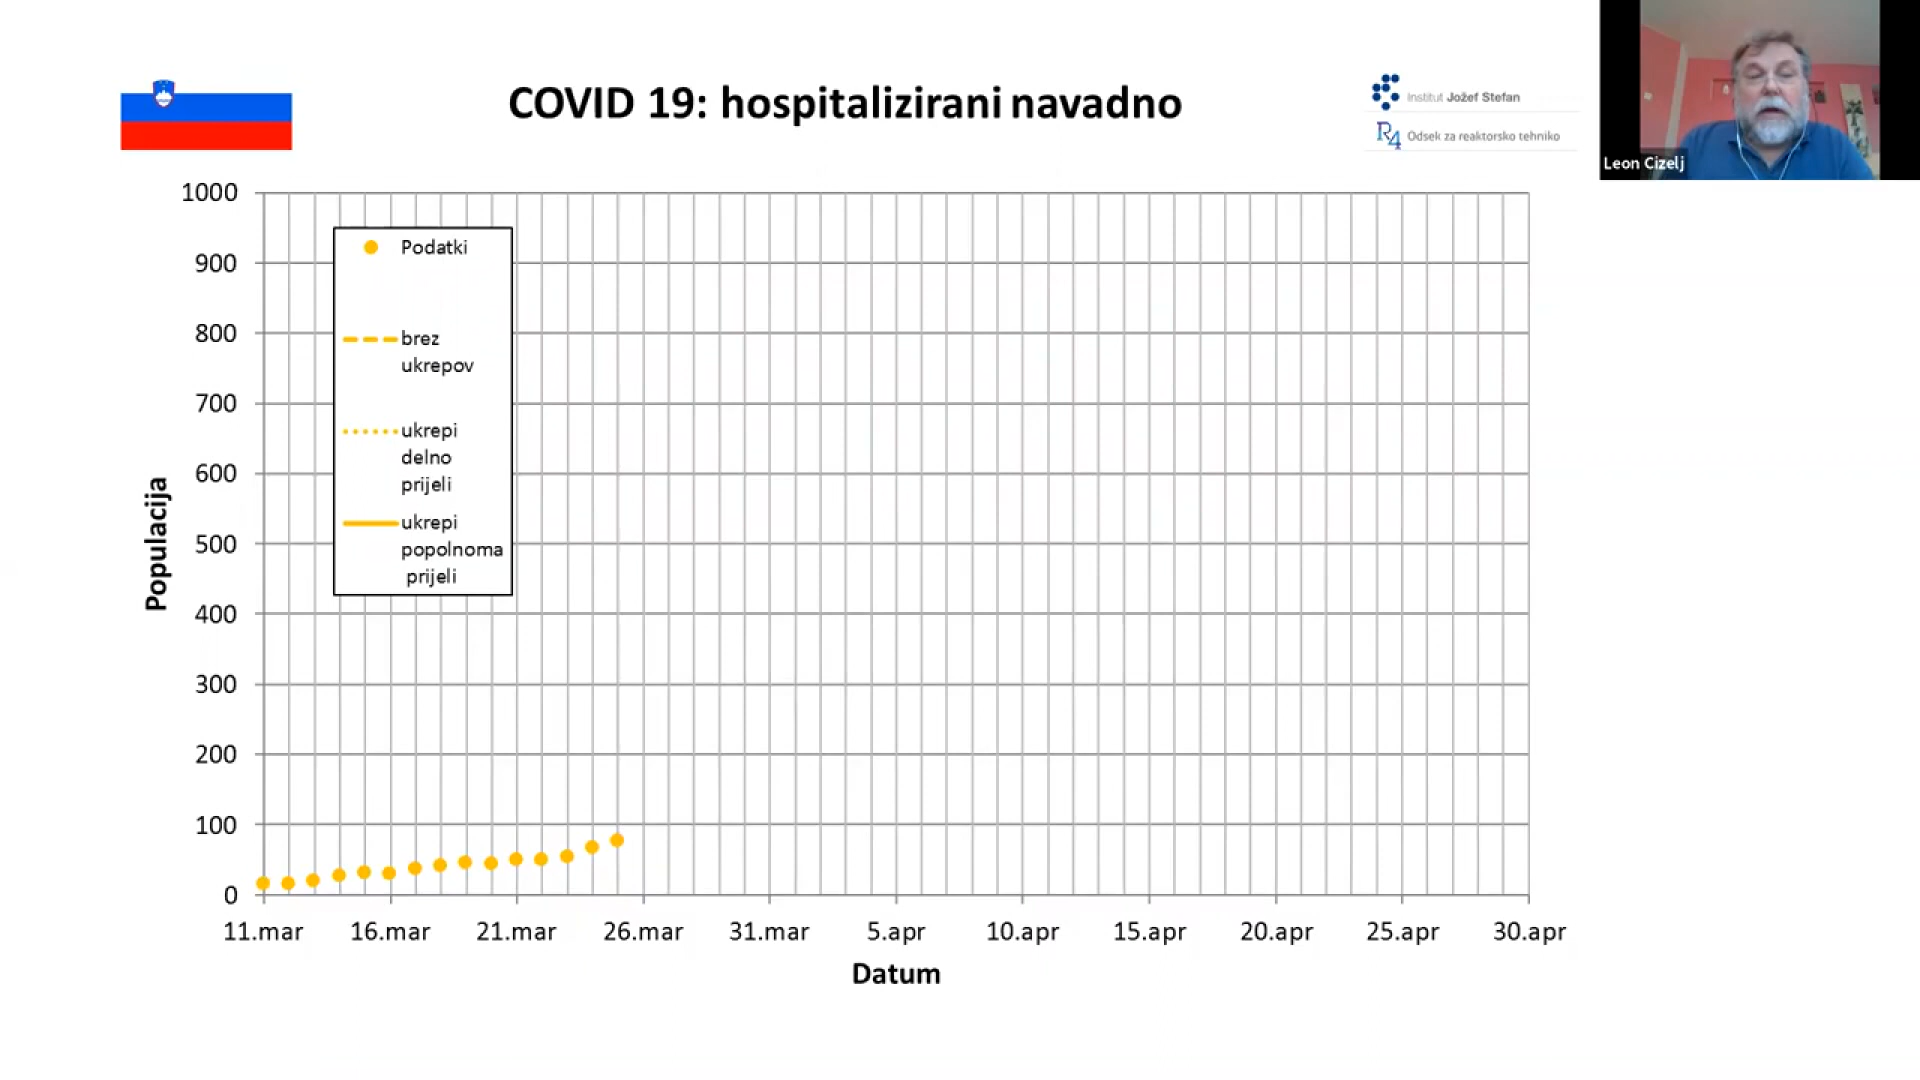 COVID 19: hospitalizirani navadno
Institut Jožef Stefan
R4 Odsek za reaktorsko tehniko
Leon Cizelj
1000
900
800
700
600
500
400
300
200
100
0
Populacija
Podatki
brez
ukrepov
ukrepi
delno
prijeli
ukrepi
popolnoma
prijeli
11.mar 16.mar 21.mar 26.mar 31.mar 5.apr 10.apr 15.apr 20.apr 25.apr 30.apr
Datum